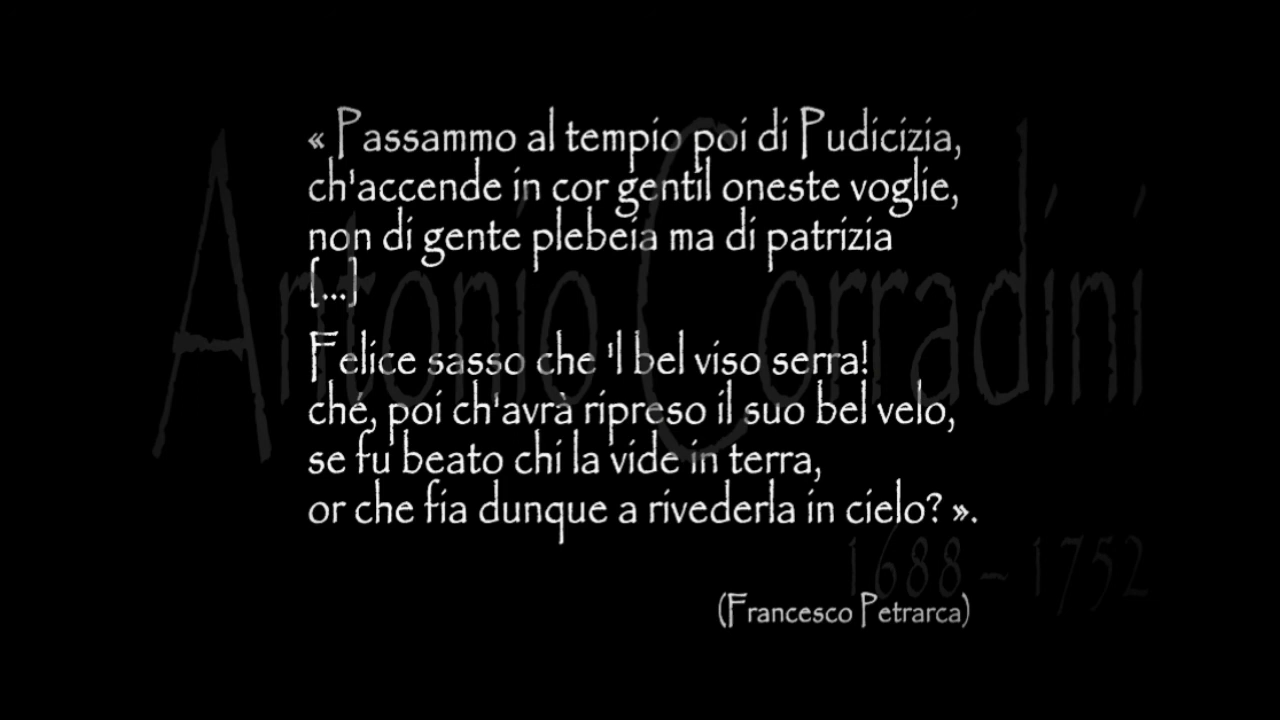 « Passammo al tempio poi di Pudicizia,
ch'accende in cor gentil oneste voglie,
non di gente plebeia ma di patrizia
[...]
Felice sasso che 'l bel viso serra!
ché, poi ch'avrà ripreso il suo bel velo,
se fu beato chi la vide in terra,
or che fia dunque a rivederla in cielo? ».
(Francesco Petrarca)
Antonio Corradini
1688 – 1752